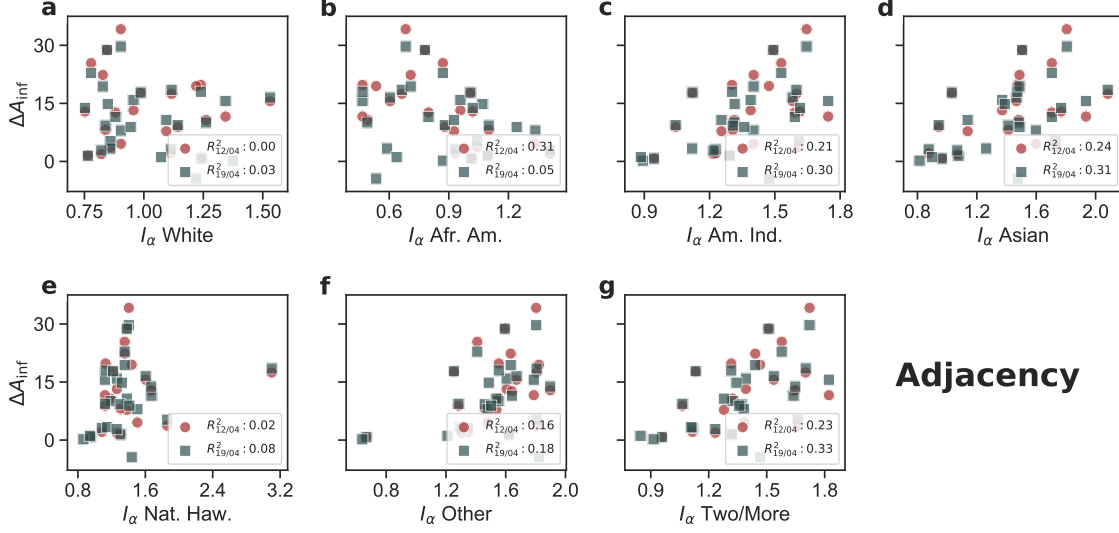 a b c d
30
15
0
ΔA_inf
R²_12/04 : 0.00
R²_19/04 : 0.03
R²_12/04 : 0.31
R²_19/04 : 0.05
R²_12/04 : 0.21
R²_19/04 : 0.30
R²_12/04 : 0.24
R²_19/04 : 0.31
0.75 1.00 1.25 1.50
0.6 0.9 1.2
0.9 1.2 1.5 1.8
0.8 1.2 1.6 2.0
I_α White
I_α Afr. Am.
I_α Am. Ind.
I_α Asian
e f g
30
15
0
ΔA_inf
R²_12/04 : 0.02
R²_19/04 : 0.08
R²_12/04 : 0.16
R²_19/04 : 0.18
R²_12/04 : 0.23
R²_19/04 : 0.33
Adjacency
0.8 1.6 2.4 3.2
0.8 1.2 1.6 2.0
0.9 1.2 1.5 1.8
I_α Nat. Haw.
I_α Other
I_α Two/More